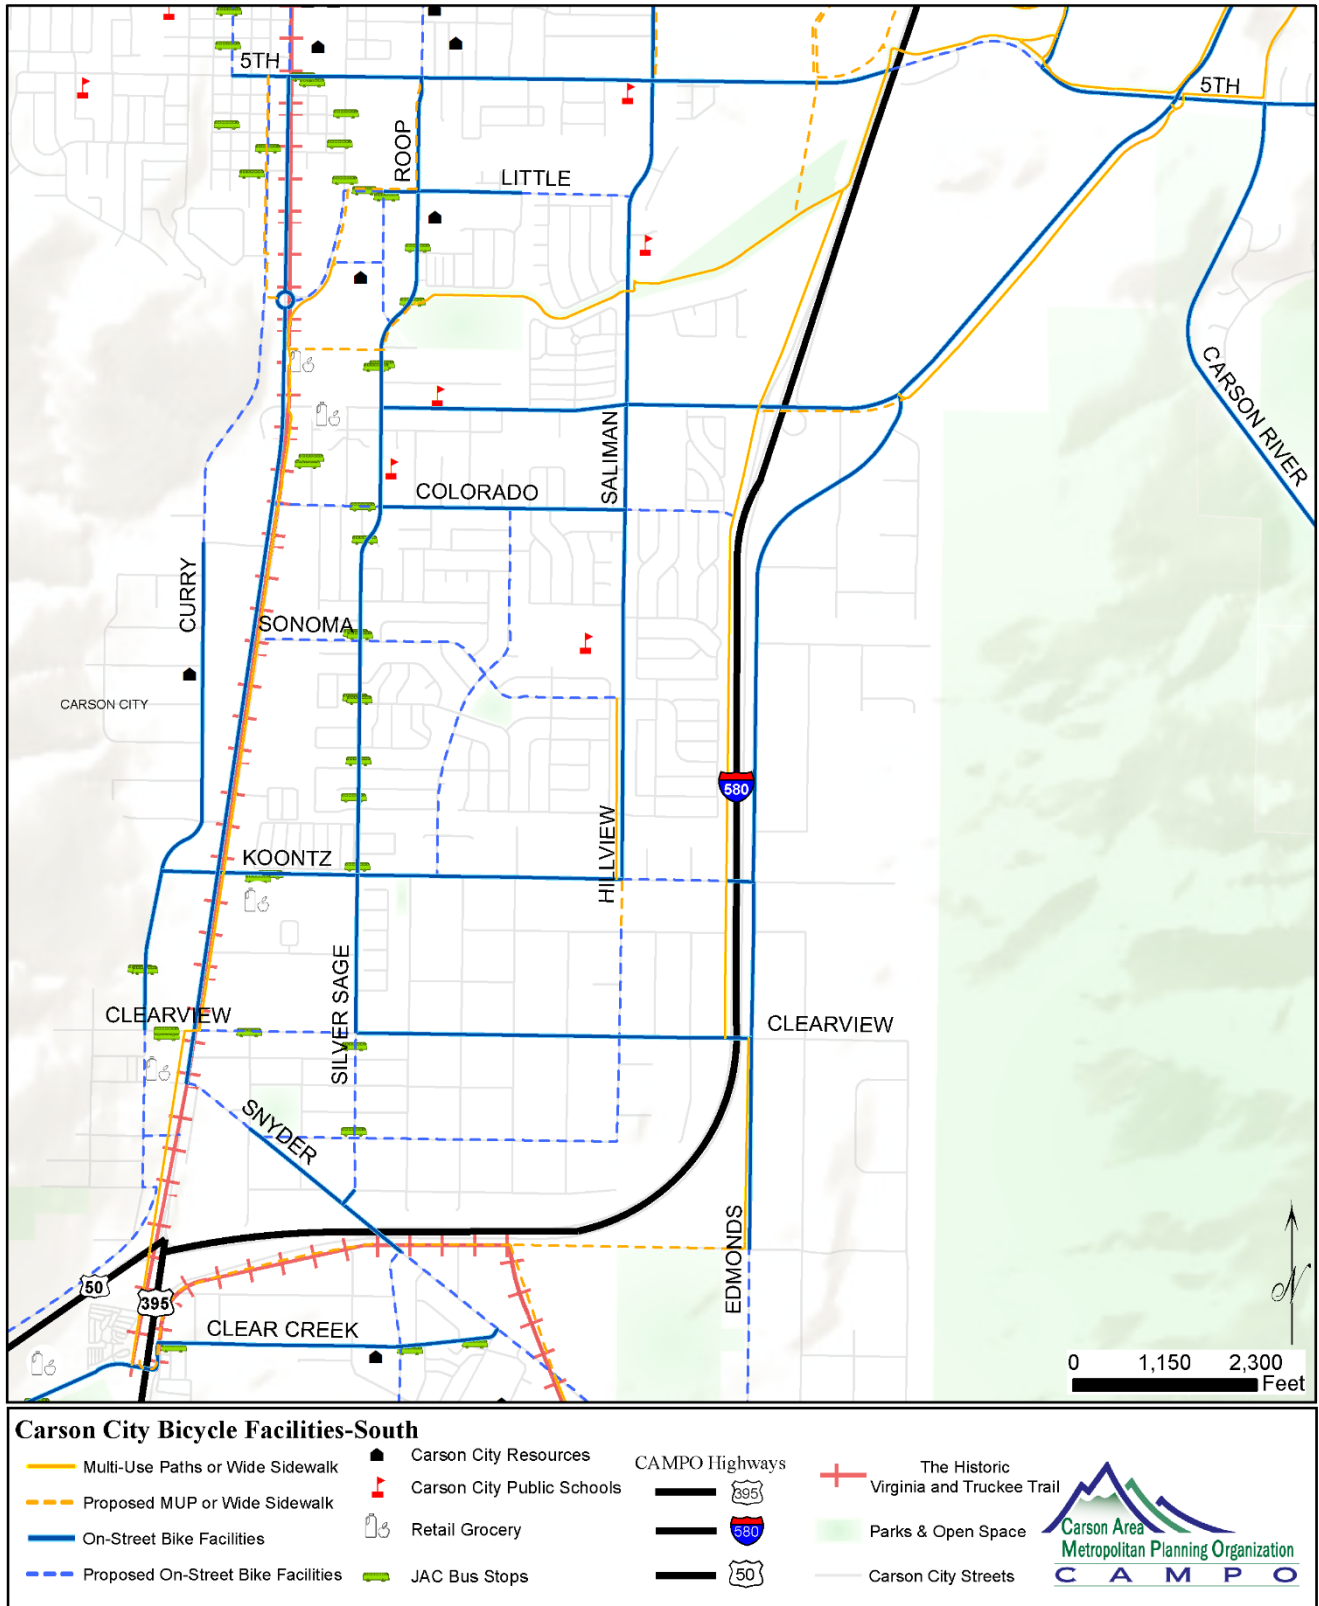 5TH
5TH
ROOP
LITTLE
CARSON RIVER
SALIMAN
COLORADO
CURRY
SONOMA
CARSON CITY
580
HILLVIEW
KOONTZ
SILVER SAGE
CLEARVIEW
CLEARVIEW
SNYDER
EDMONDS
50
395
CLEAR CREEK
N
0 1,150 2,300
Feet
Carson City Bicycle Facilities-South
Multi-Use Paths or Wide Sidewalk
Proposed MUP or Wide Sidewalk
On-Street Bike Facilities
Proposed On-Street Bike Facilities
Carson City Resources
Carson City Public Schools
Retail Grocery
JAC Bus Stops
CAMPO Highways
395
580
50
The Historic
Virginia and Truckee Trail
Parks & Open Space
Carson City Streets
Carson Area
Metropolitan Planning Organization
C A M P O